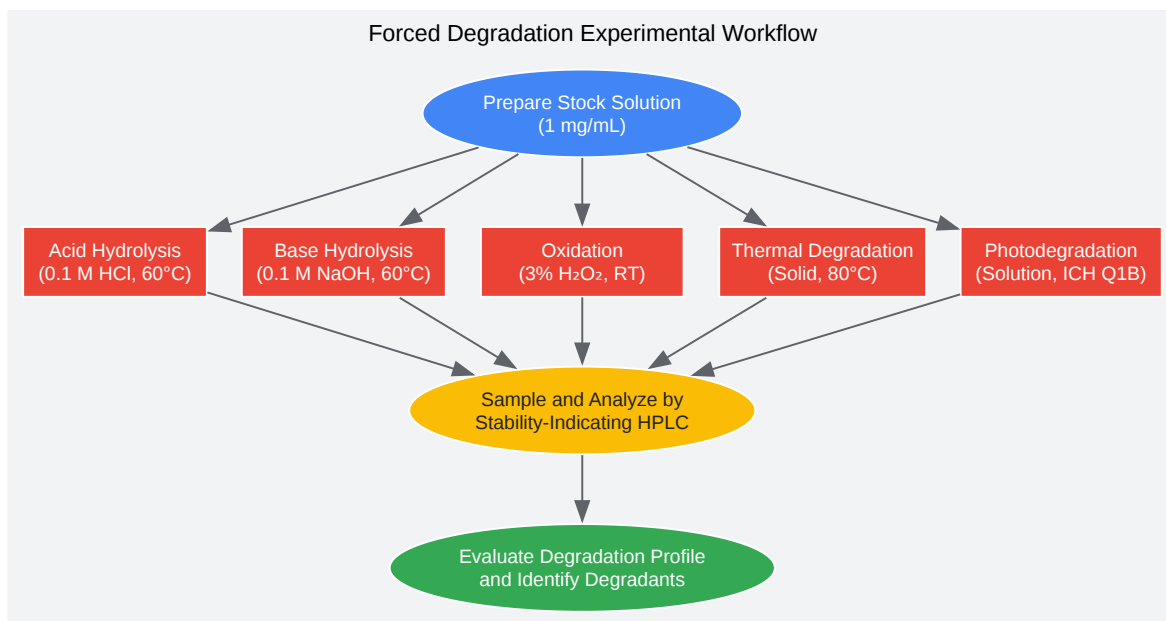 Forced Degradation Experimental Workflow
Prepare Stock Solution
(1 mg/mL)
Acid Hydrolysis
(0.1 M HCl, 60°C)
Base Hydrolysis
(0.1 M NaOH, 60°C)
Oxidation
(3% H₂O₂, RT)
Thermal Degradation
(Solid, 80°C)
Photodegradation
(Solution, ICH Q1B)
Sample and Analyze by
Stability-Indicating HPLC
Evaluate Degradation Profile
and Identify Degradants